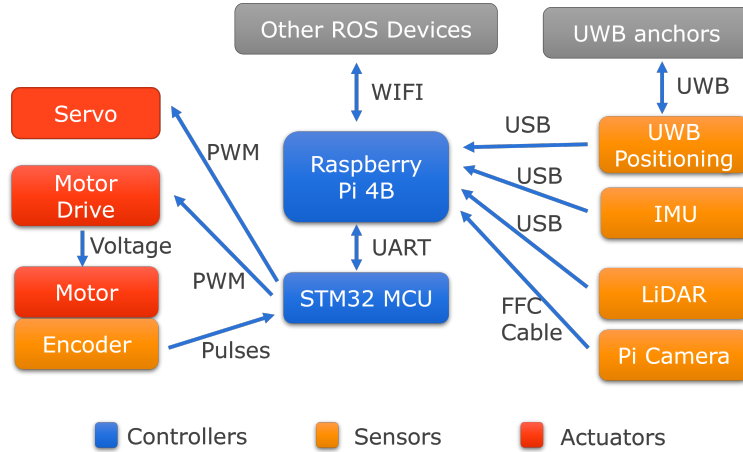 Other ROS Devices
UWB anchors
WIFI
UWB
Servo
PWM
USB
UWB
Positioning
Raspberry
Pi 4B
Motor
Drive
USB
IMU
USB
Voltage
UART
PWM
Motor
STM32 MCU
LiDAR
FFC
Cable
Encoder
Pulses
Pi Camera
Controllers
Sensors
Actuators